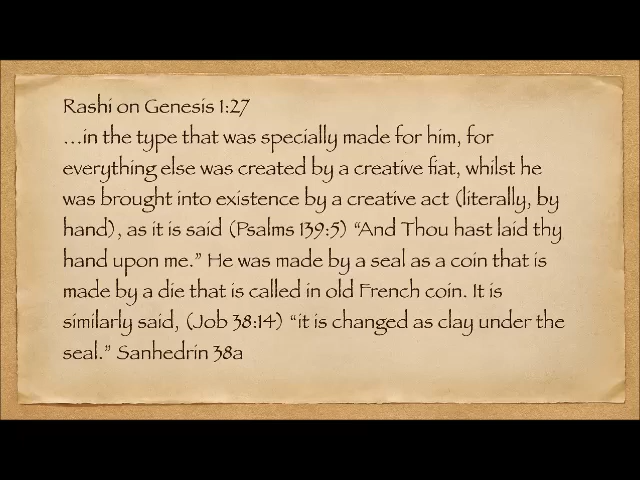 Rashi on Genesis 1:27
...in the type that was specially made for him, for
everything else was created by a creative fiat, whilst he
was brought into existence by a creative act (literally, by
hand), as it is said (Psalms 139:5) “And Thou hast laid thy
hand upon me.” He was made by a seal as a coin that is
made by a die that is called in old French coin. It is
similarly said, (Job 38:14) “it is changed as clay under the
seal.” Sanhedrin 38a